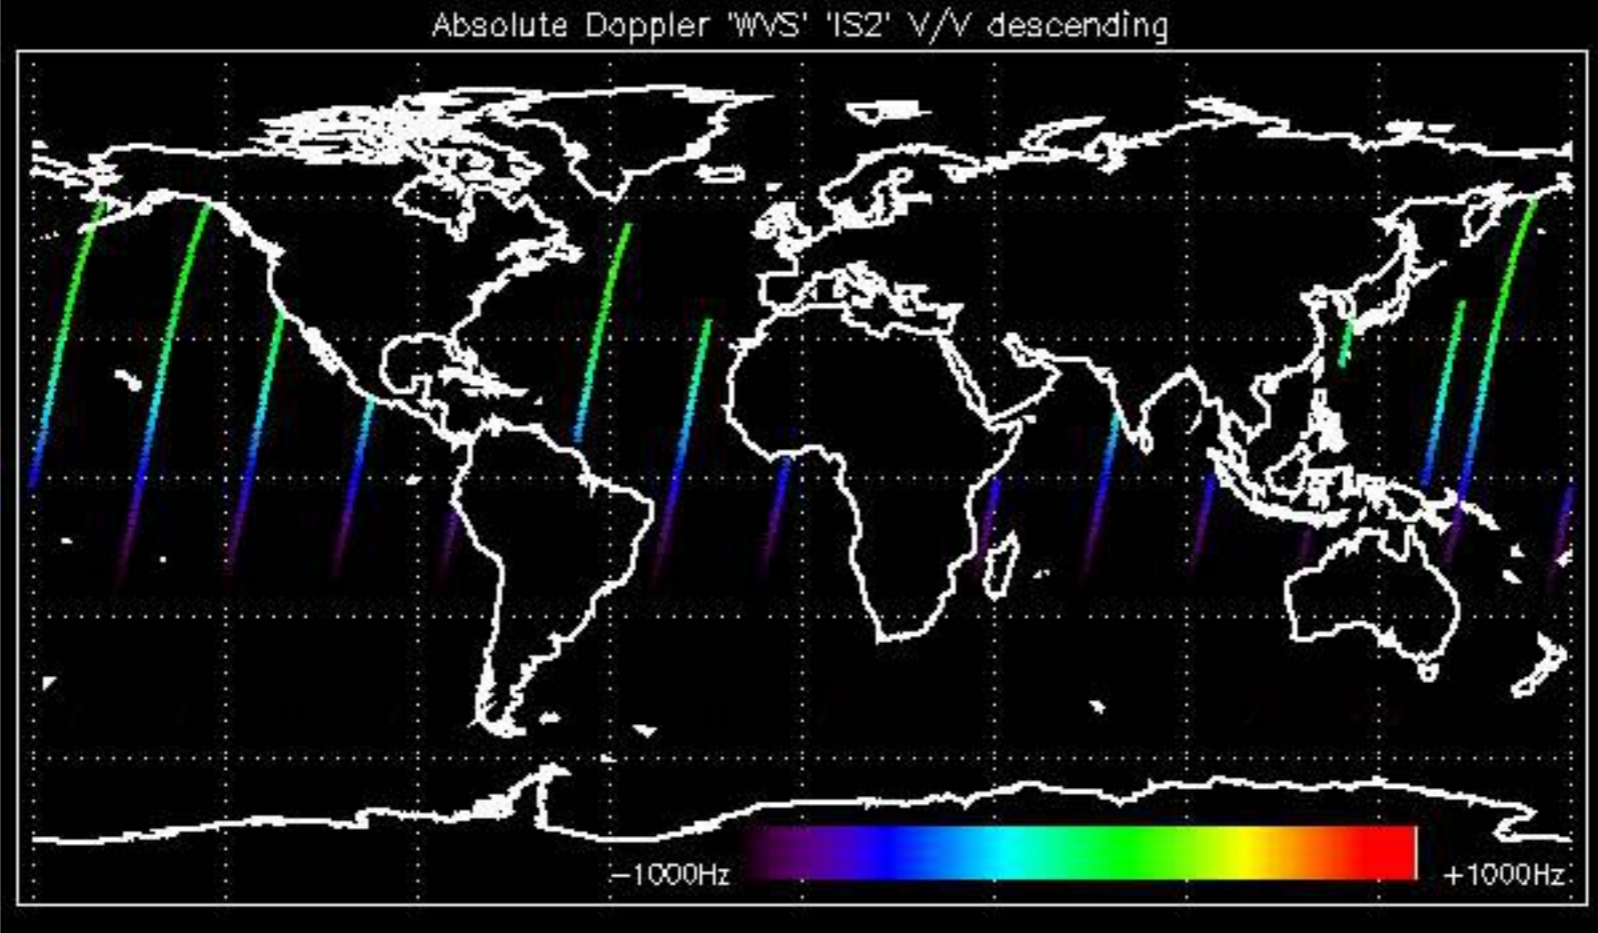 Absolute Doppler 'WVS' 'IS2' V/V descending
−1000Hz +1000Hz